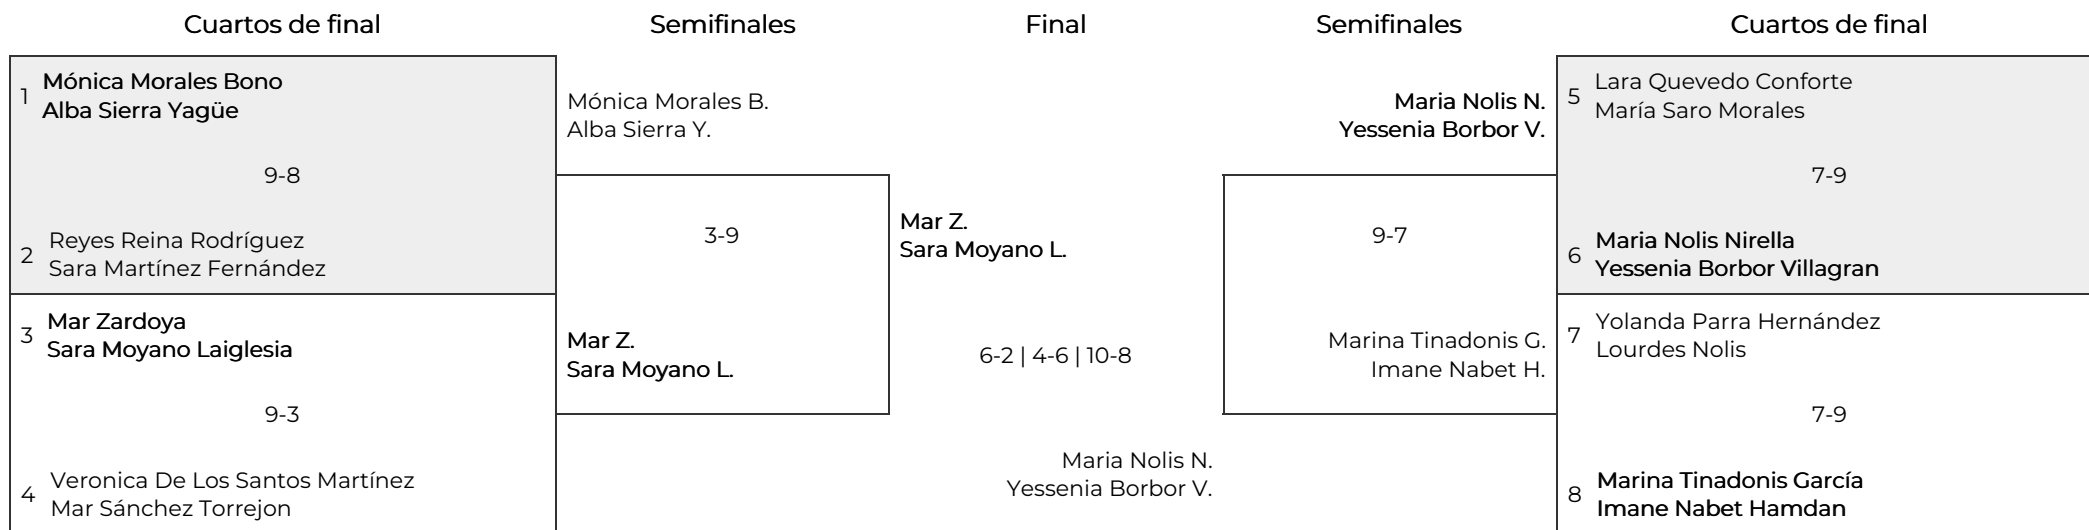 Cuartos de final
Semifinales
Final
Semifinales
Cuartos de final
1
Mónica Morales Bono
Alba Sierra Yagüe
9-8
2
Reyes Reina Rodríguez
Sara Martínez Fernández
3
Mar Zardoya
Sara Moyano Laiglesia
9-3
4
Veronica De Los Santos Martínez
Mar Sánchez Torrejon
Mónica Morales B.
Alba Sierra Y.
3-9
Mar Z.
Sara Moyano L.
Mar Z.
Sara Moyano L.
6-2 | 4-6 | 10-8
Maria Nolis N.
Yessenia Borbor V.
Maria Nolis N.
Yessenia Borbor V.
9-7
Marina Tinadonis G.
Imane Nabet H.
5
Lara Quevedo Conforte
María Saro Morales
7-9
6
Maria Nolis Nirella
Yessenia Borbor Villagran
7
Yolanda Parra Hernández
Lourdes Nolis
7-9
8
Marina Tinadonis García
Imane Nabet Hamdan